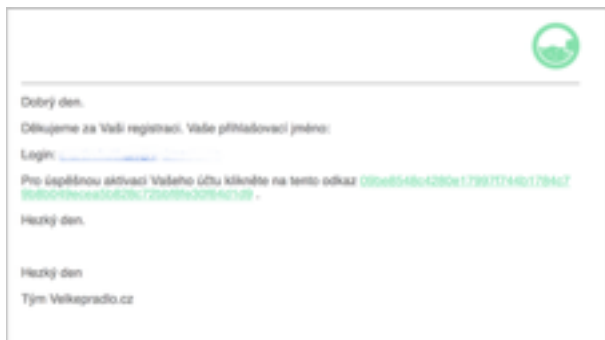 Dobrý den.
Děkujeme za Vaši registraci. Vaše přihlašovací jméno:
Login:
Pro úspěšnou aktivaci Vašeho účtu klikněte na tento odkaz
Hezký den.
Hezký den
Tým Velkepradlo.cz